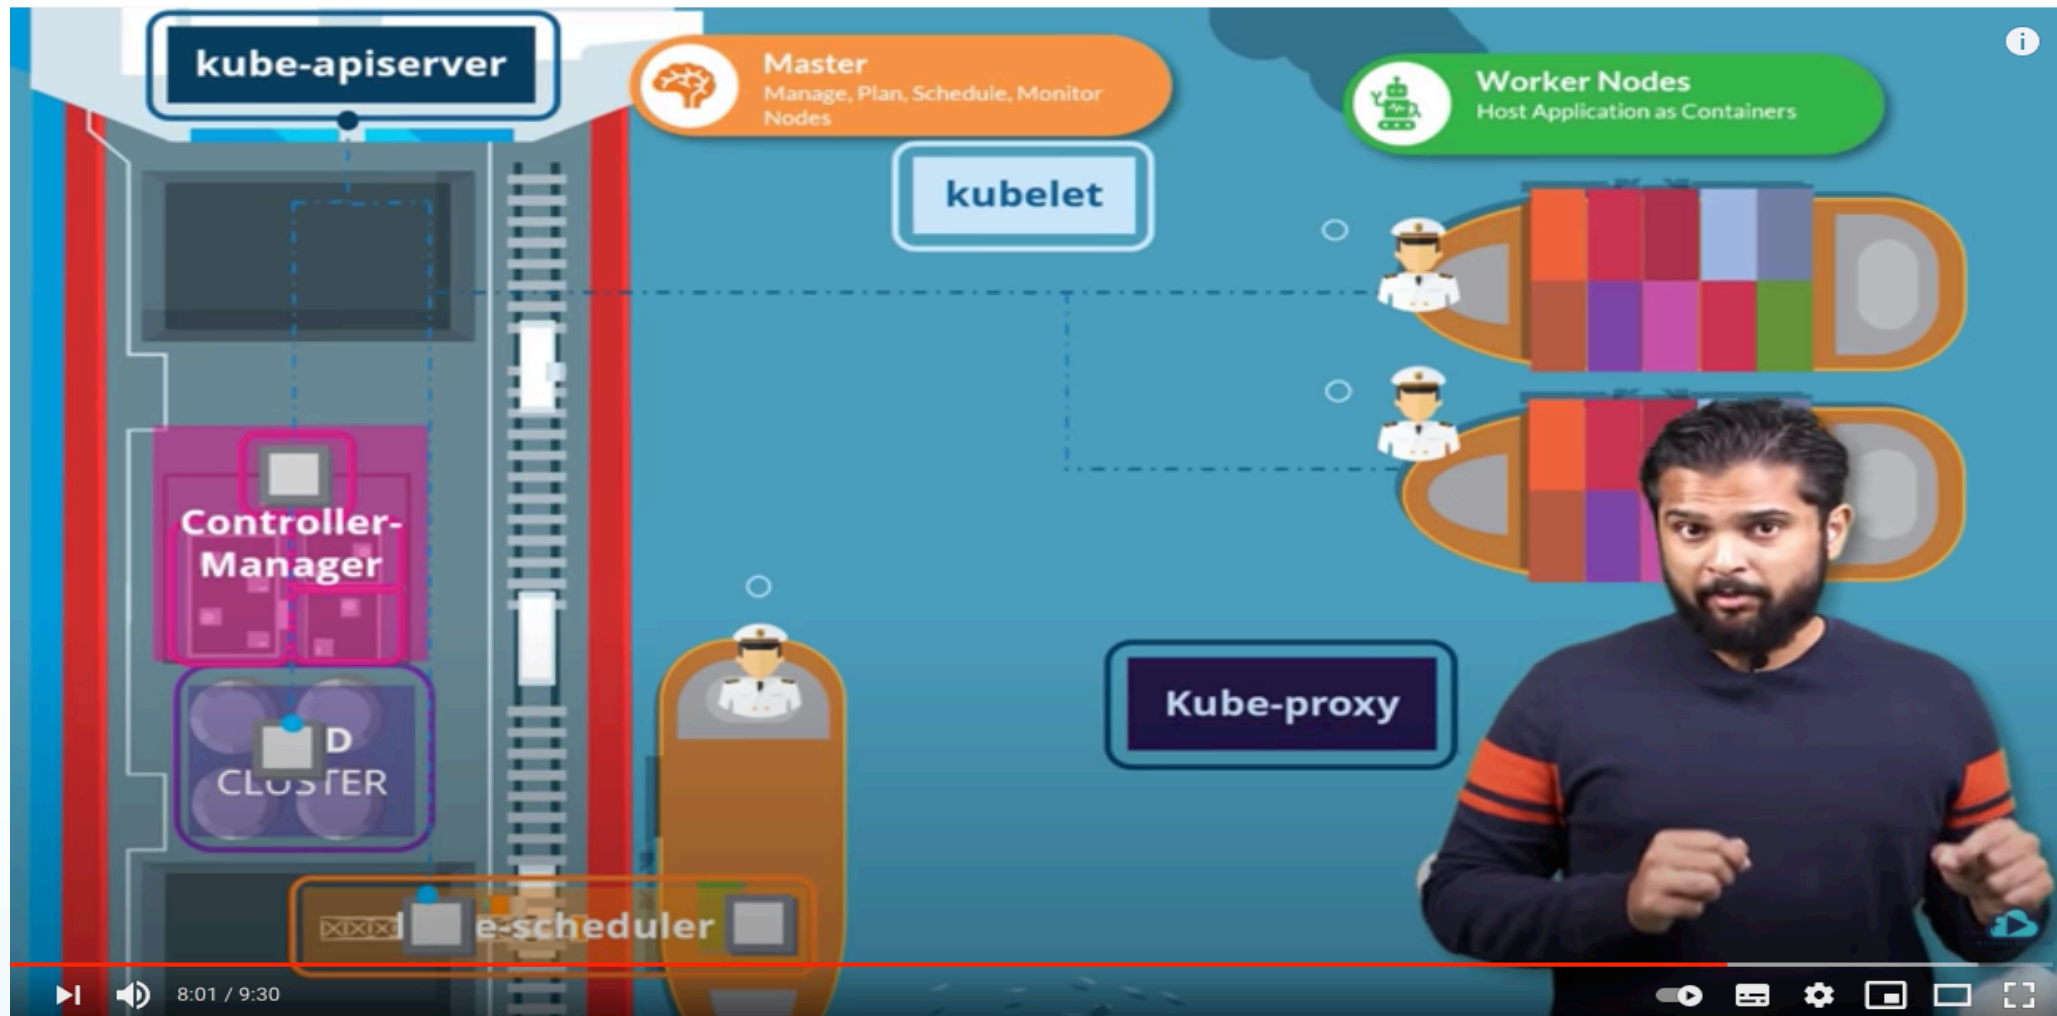 kube-apiserver
Master
Manage, Plan, Schedule, Monitor
Nodes
Worker Nodes
Host Application as Containers
kubelet
Controller-
Manager
D
CLUSTER
Kube-proxy
e-scheduler
8:01 / 9:30